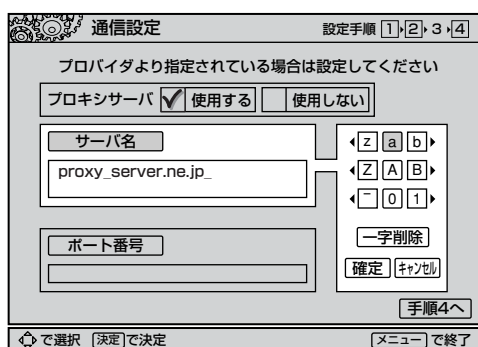 通信設定
設定手順 1 2 3 4
プロバイダより指定されている場合は設定してください
プロキシサーバ 使用する 使用しない
サーバ名
proxy_server.ne.jp_
z a b
Z A B
‾ 0 1
一字削除
確定 キャンセル
ポート番号
手順4へ
で選択 決定 で決定
メニュー で終了